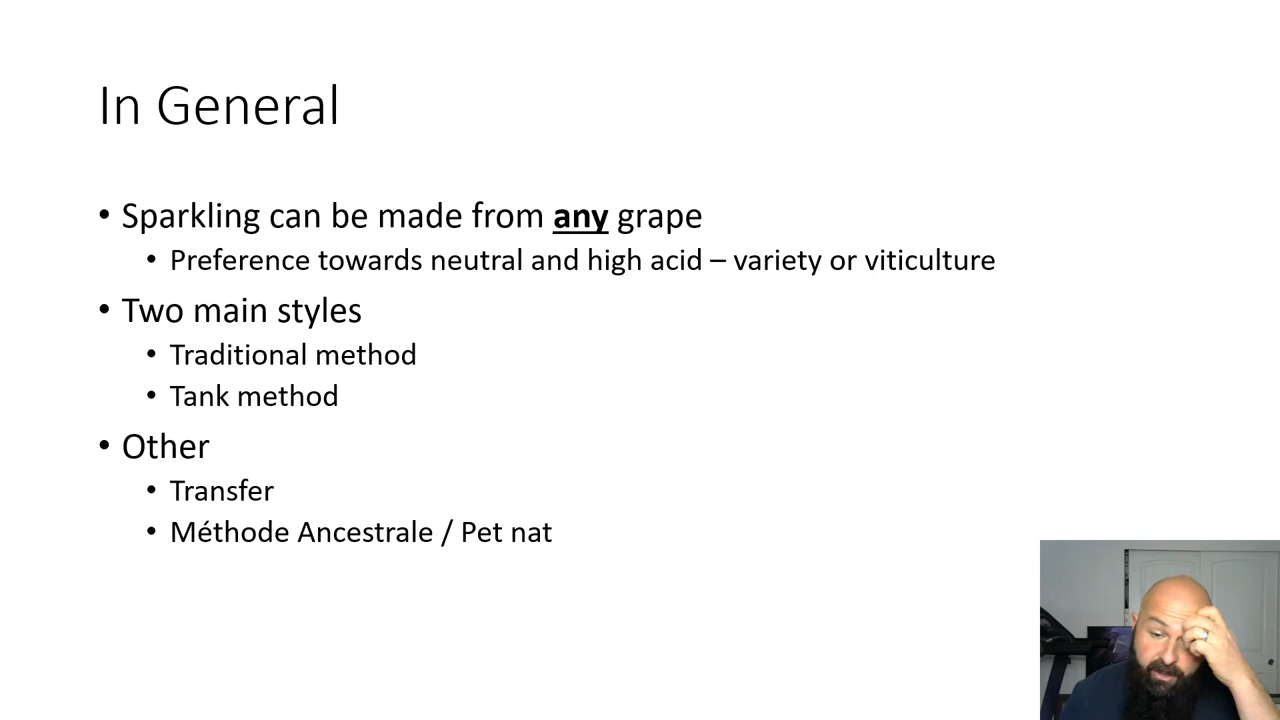 In General
• Sparkling can be made from any grape
• Preference towards neutral and high acid – variety or viticulture
• Two main styles
• Traditional method
• Tank method
• Other
• Transfer
• Méthode Ancestrale / Pet nat